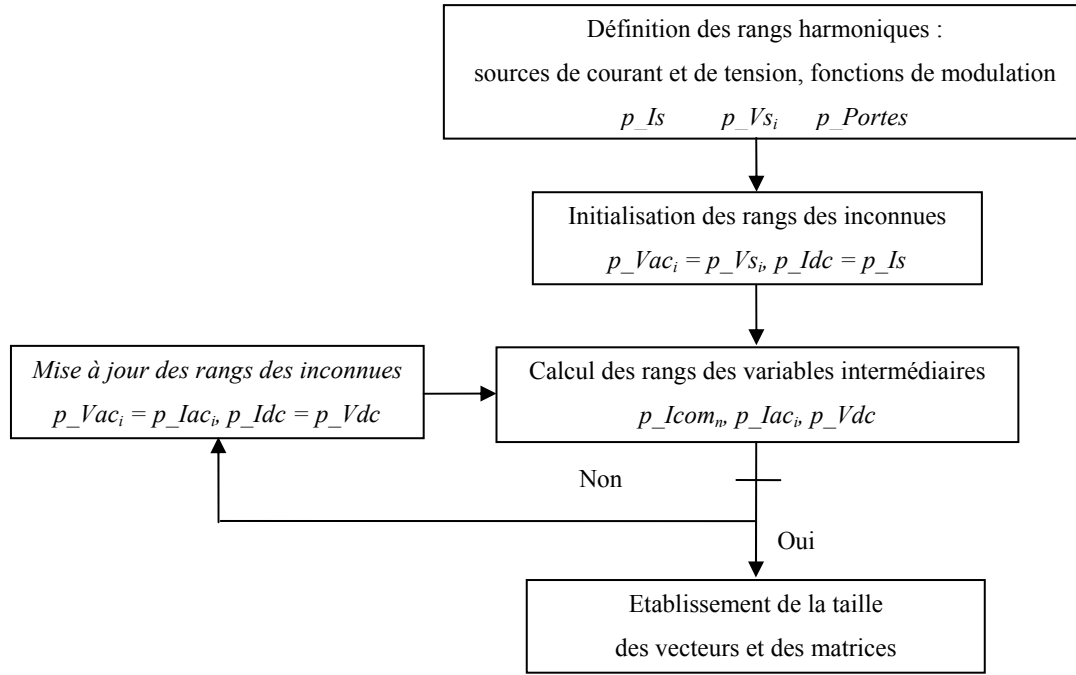 Définition des rangs harmoniques :
sources de courant et de tension, fonctions de modulation
p_Is p_Vsi p_Portes
Initialisation des rangs des inconnues
p_Vaci = p_Vsi, p_Idc = p_Is
Mise à jour des rangs des inconnues
p_Vaci = p_Iaci, p_Idc = p_Vdc
Calcul des rangs des variables intermédiaires
p_Icomn, p_Iaci, p_Vdc
Non
Oui
Etablissement de la taille
des vecteurs et des matrices